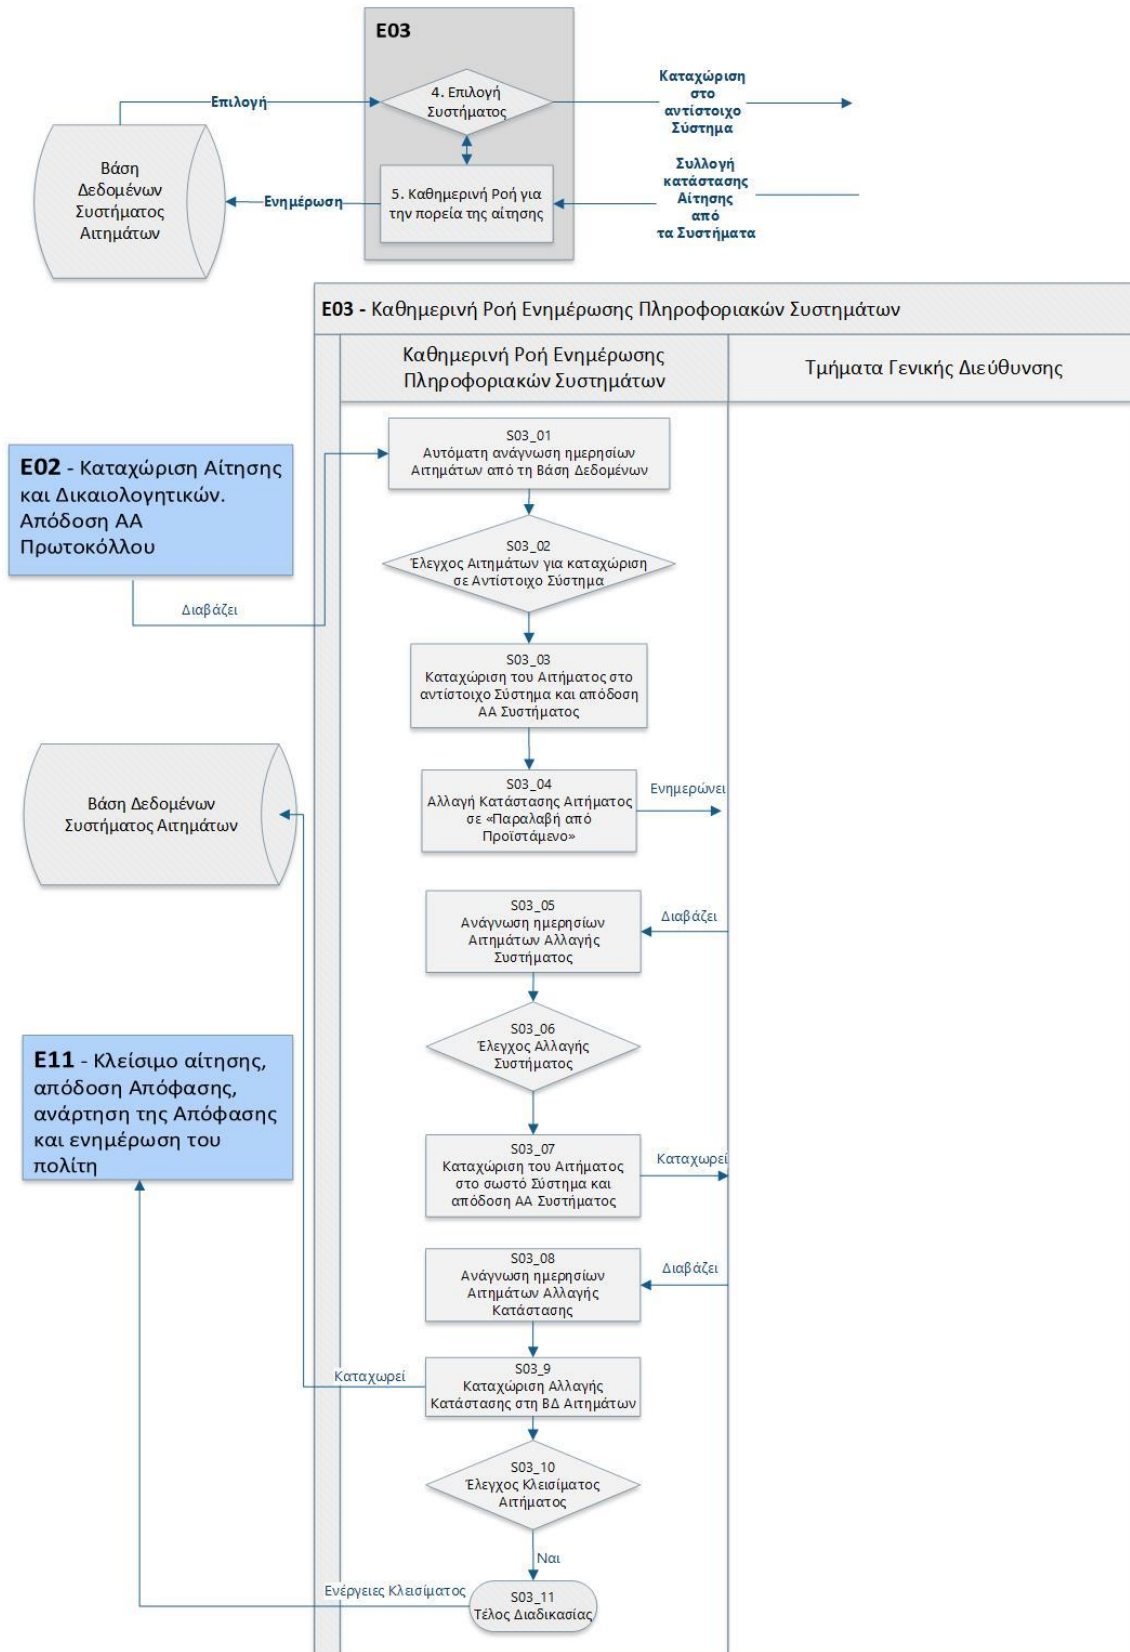 E03
4. Επιλογή
Συστήματος
Επιλογή
Καταχώριση
στο
αντίστοιχο
Σύστημα
Βάση
Δεδομένων
Συστήματος
Αιτημάτων
5. Καθημερινή Ροή για
την πορεία της αίτησης
Ενημέρωση
Συλλογή
κατάστασης
Αίτησης
από
τα Συστήματα
E03 - Καθημερινή Ροή Ενημέρωσης Πληροφοριακών Συστημάτων
Καθημερινή Ροή Ενημέρωσης
Πληροφοριακών Συστημάτων
Τμήματα Γενικής Διεύθυνσης
E02 - Καταχώριση Αίτησης
και Δικαιολογητικών.
Απόδοση ΑΑ
Πρωτοκόλλου
Διαβάζει
S03_01
Αυτόματη ανάγνωση ημερησίων
Αιτημάτων από τη Βάση Δεδομένων
S03_02
Έλεγχος Αιτημάτων για καταχώριση
σε Αντίστοιχο Σύστημα
S03_03
Καταχώριση του Αιτήματος στο
αντίστοιχο Σύστημα και απόδοση
ΑΑ Συστήματος
S03_04
Αλλαγή Κατάστασης Αιτήματος
σε «Παραλαβή από
Προϊστάμενο»
Ενημερώνει
Βάση Δεδομένων
Συστήματος Αιτημάτων
S03_05
Ανάγνωση ημερησίων
Αιτημάτων Αλλαγής
Συστήματος
Διαβάζει
S03_06
Έλεγχος Αλλαγής
Συστήματος
E11 - Κλείσιμο αίτησης,
απόδοση Απόφασης,
ανάρτηση της Απόφασης
και ενημέρωση του
πολίτη
S03_07
Καταχώριση του Αιτήματος
στο σωστό Σύστημα και
απόδοση ΑΑ Συστήματος
Καταχωρεί
S03_08
Ανάγνωση ημερησίων
Αιτημάτων Αλλαγής
Κατάστασης
Διαβάζει
S03_9
Καταχώριση Αλλαγής
Κατάστασης στη ΒΔ Αιτημάτων
Καταχωρεί
S03_10
Έλεγχος Κλεισίματος
Αιτήματος
Ναι
S03_11
Τέλος Διαδικασίας
Ενέργειες Κλεισίματος